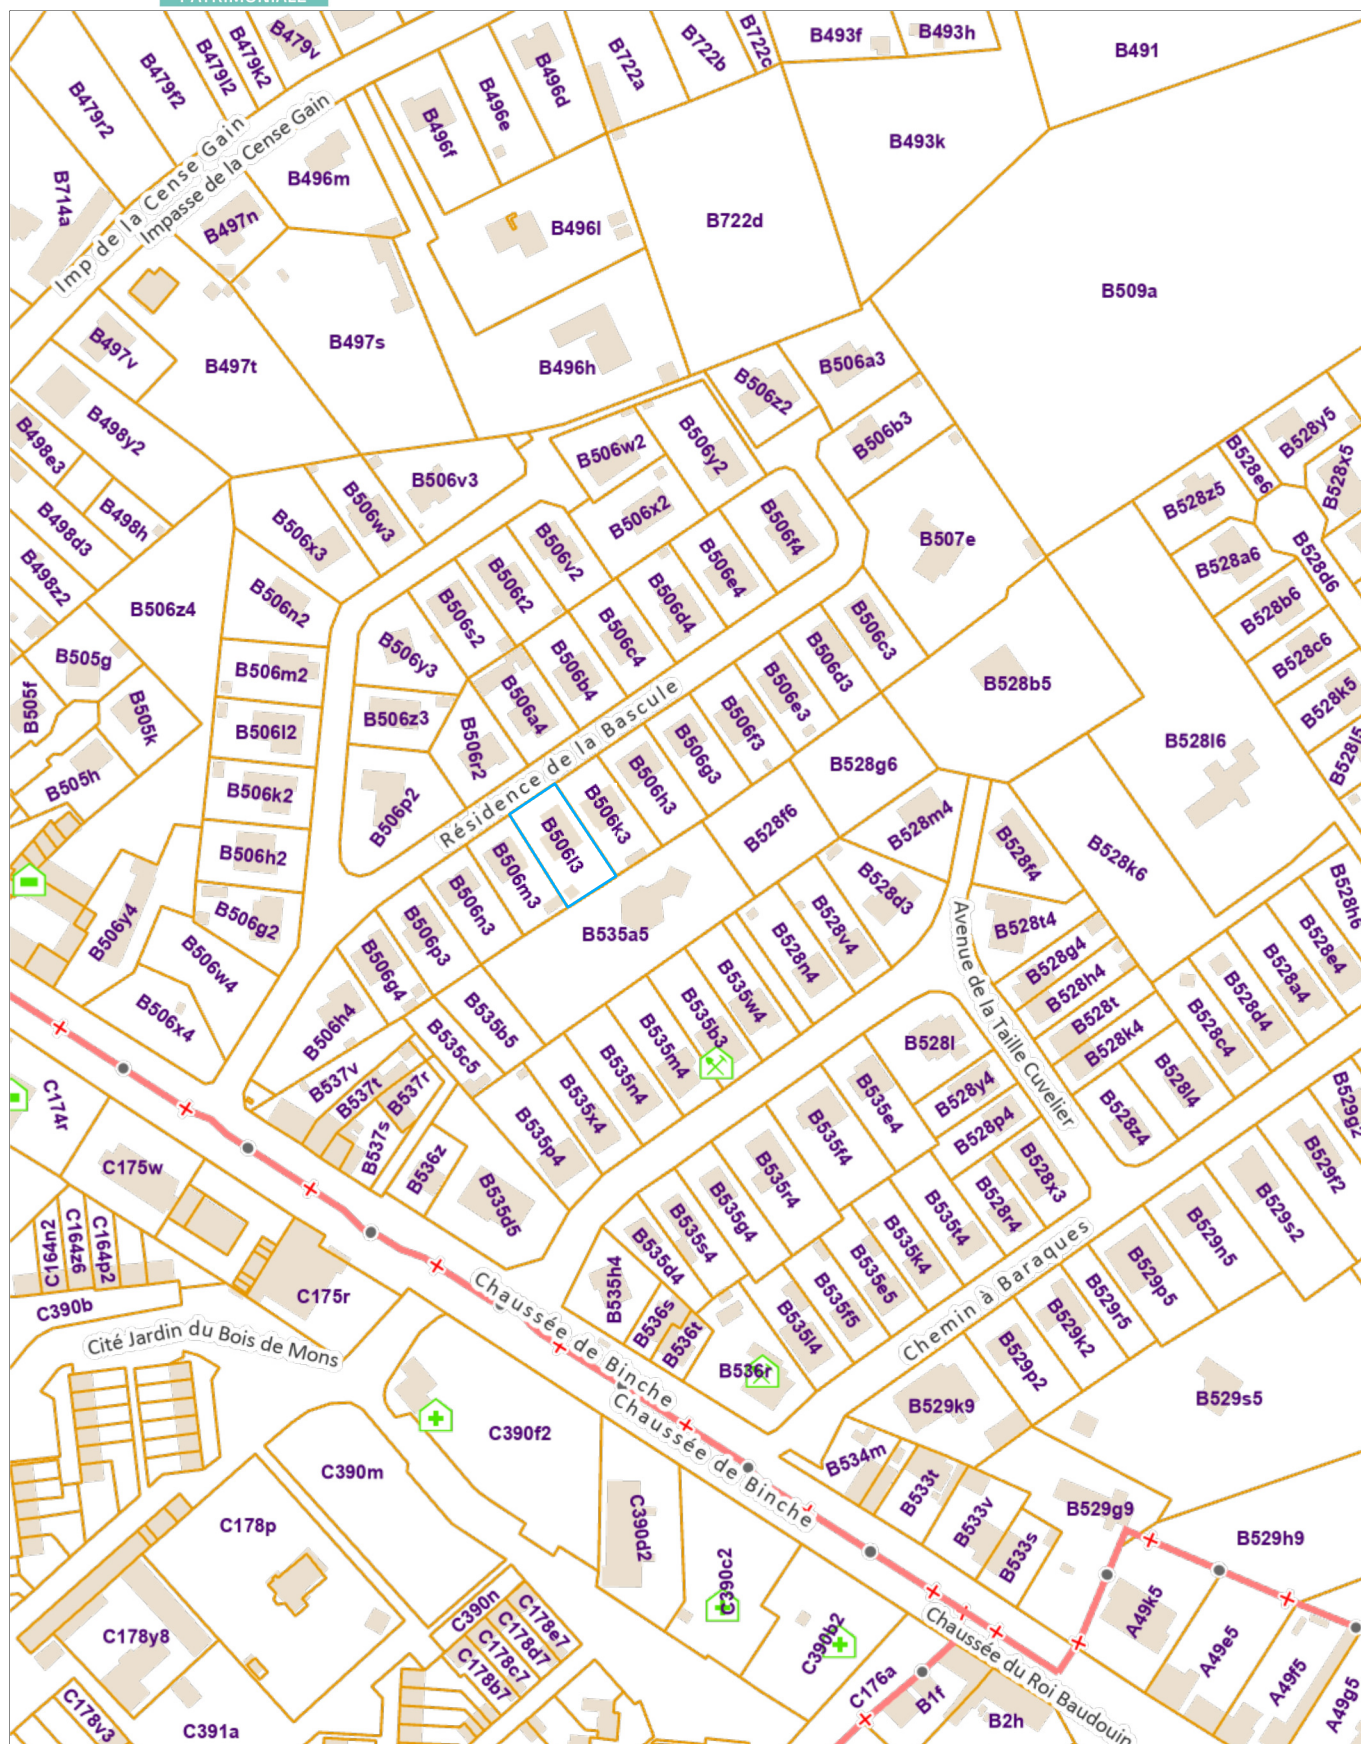 PATRIMONIALE
B479v
B722c
B493f
B493h
B491
B479k2
B479l2
B479f2
B479r2
B722b
B722a
B496d
B496e
B496f
B493k
Imp de la Cense Gain
Impasse de la Cense Gain
B714a
B496m
B497n
B496l
B722d
B509a
B497v
B497t
B497s
B496h
B506a3
B506z2
B506b3
B498y2
B498e3
B498h
B498d3
B498z2
B506v3
B506w2
B506y2
B506x2
B506w3
B506x3
B506f4
B507e
B528y5
B528x5
B528e6
B528z5
B528a6
B528d6
B528b6
B528c6
B528k5
B528l5
B506z4
B506n2
B506v2
B506t2
B506s2
B506y3
B506e4
B506d4
B506c4
B506b4
B506a4
B506c3
B506d3
B506e3
B506f3
B506g3
B506h3
B506k3
B506l3
B506m3
B506n3
B506p3
B506g4
B506h4
B505g
B505f
B505k
B505h
B506m2
B506l2
B506k2
B506h2
B506g2
B506z3
B506r2
B506p2
Résidence de la Bascule
B528b5
B528l6
B528g6
B528f6
B528m4
B528f4
B528k6
B528d3
B528t4
B528v4
B528n4
B528g4
B528h4
B528t
B528k4
B528h6
B528e4
B528a4
B528d4
B528c4
B528l4
B528z4
Avenue de la Taille Cuvelier
B506y4
B506w4
B506x4
B535a5
B535w4
B535b3
B535m4
B535n4
B535x4
B535p4
B535b5
B535c5
B537v
B537t
B537r
B537s
B536z
B535d5
B528l
B528y4
B528p4
B528x3
B528r4
B535e4
B535f4
B535r4
B535g4
B535s4
B535d4
B535h4
B536s
B536t
B536r
B535t4
B535k4
B535e5
B535f5
B535l4
C174r
C175w
C164n2
C164z6
C164p2
C390b
C175r
Cité Jardin du Bois de Mons
Chaussée de Binche
Chaussée de Binche
Chemin à Baraques
B529g2
B529f2
B529s2
B529n5
B529p5
B529r5
B529k2
B529p2
B529s5
B529k9
B534m
B533t
B533v
B533s
B529g9
B529h9
C390f2
C390m
C178p
C390d2
C390c2
C390b2
C390n
C178e7
C178d7
C178c7
C178b7
C178y8
C178v3
C391a
C176a
B1f
B2h
Chaussée du Roi Baudouin
A49k5
A49e5
A49f5
A49g5